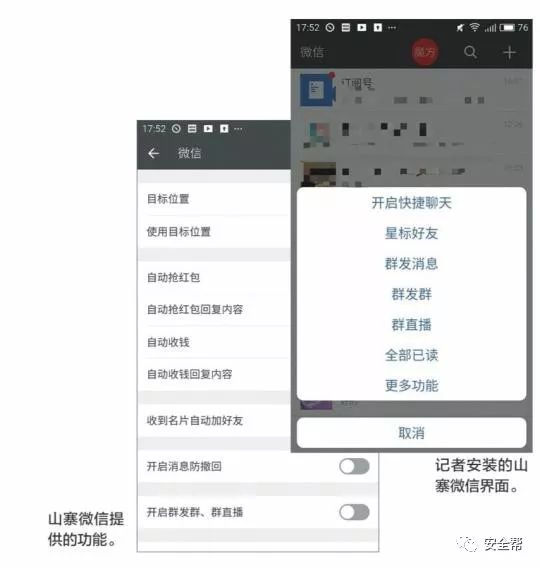 17:52 76
微信 魔方
订阅号
开启快捷聊天
星标好友
群发消息
群发群
群直播
全部已读
更多功能
取消
记者安装的山
寨微信界面。
17:52
微信
目标位置
使用目标位置
自动抢红包
自动抢红包回复内容
自动收钱
自动收钱回复内容
收到名片自动加好友
开启消息防撤回
开启群发群、群直播
山寨微信提
供的功能。
安全帮